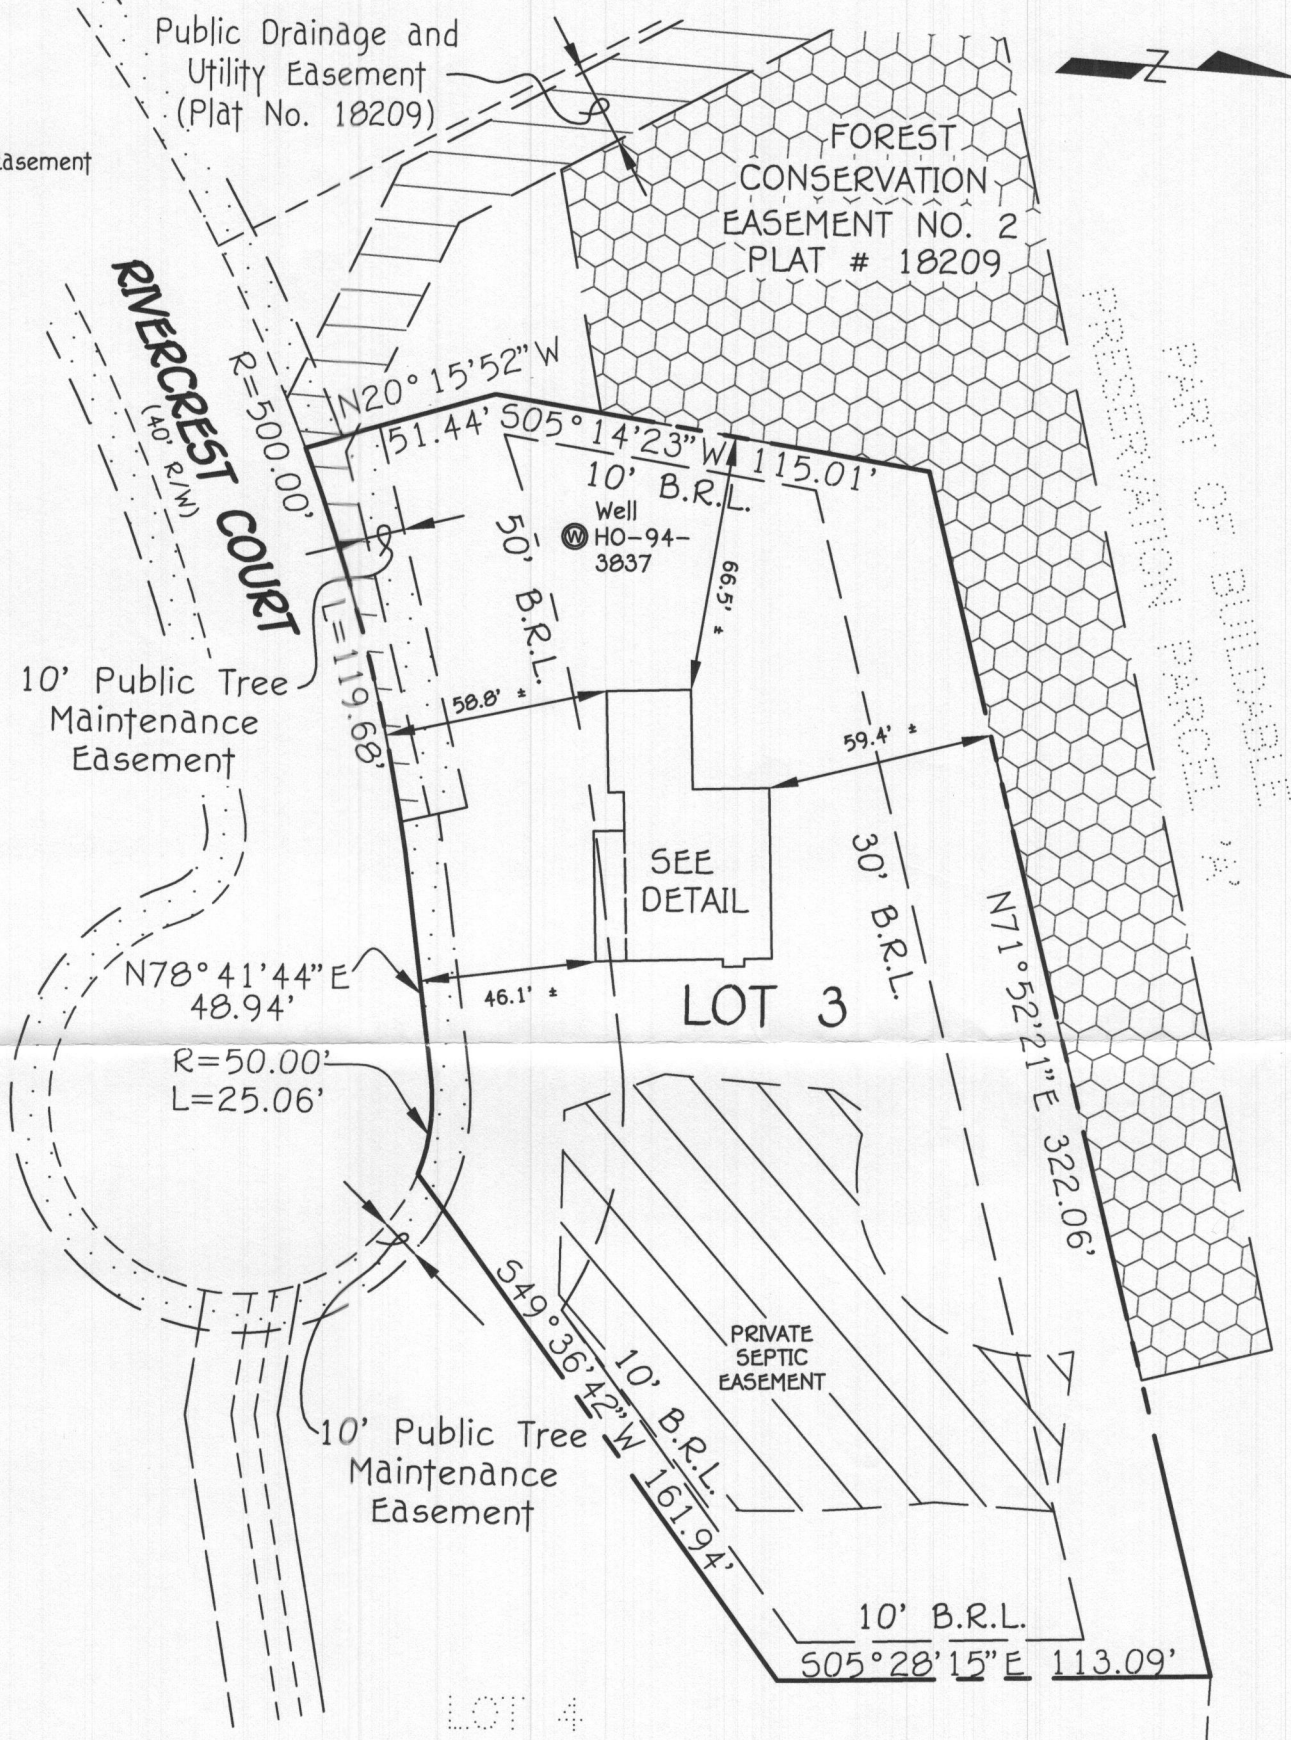 Public Drainage and
Utility Easement
(Plat No. 18209)
Easement
Z
FOREST
CONSERVATION
EASEMENT NO. 2
PLAT # 18209
RIVERCREST COURT
(40' R/W)
R=500.00'
L=119.68'
N20°15'52"W
51.44'
S05°14'23"W 115.01'
10' B.R.L.
Well
HO-94-
3837
W
50' B.R.L.
66.5' ±
PART OF BUILDABLE
PRESERVATION PARCEL
10' Public Tree
Maintenance
Easement
58.8' ±
59.4' ±
SEE
DETAIL
30' B.R.L.
N71°52'21"E 322.06'
N78°41'44"E
48.94'
46.1' ±
LOT 3
R=50.00'
L=25.06'
S49°36'42"W 161.94'
10' B.R.L.
PRIVATE
SEPTIC
EASEMENT
10' Public Tree
Maintenance
Easement
10' B.R.L.
S05°28'15"E 113.09'
LOT 4